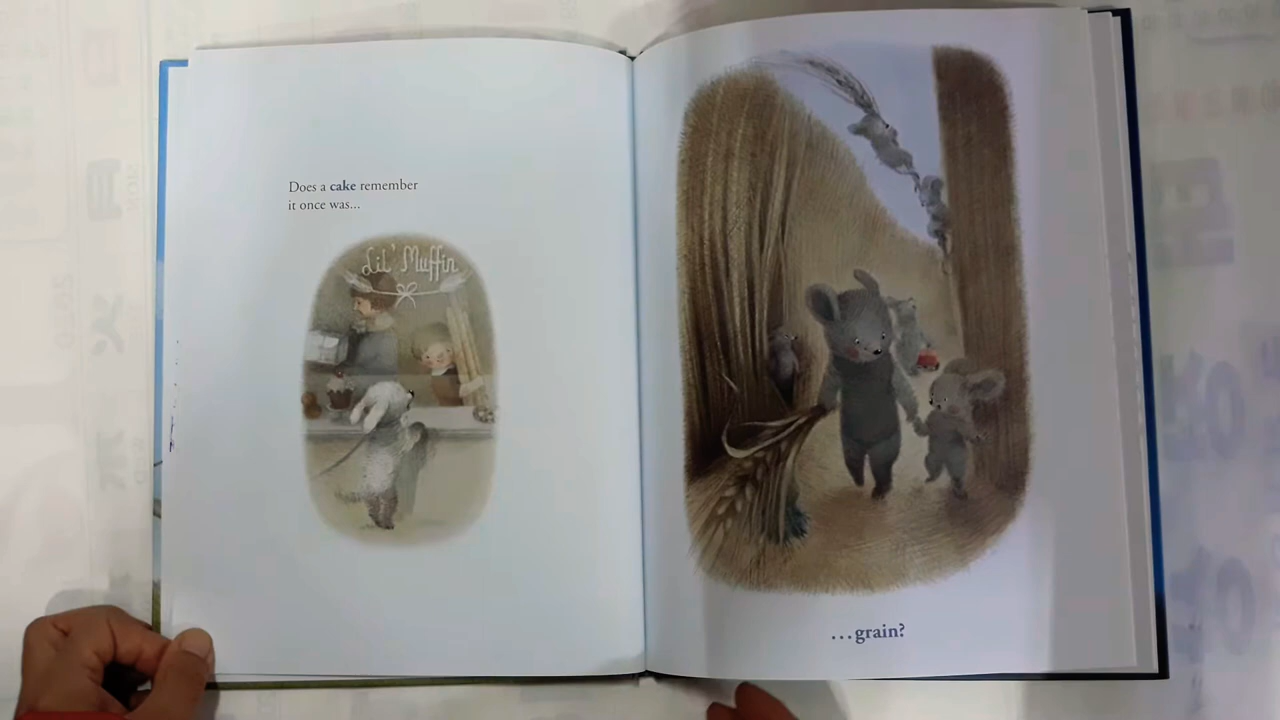 Does a cake remember
it once was...
Lil' Muffin
...grain?